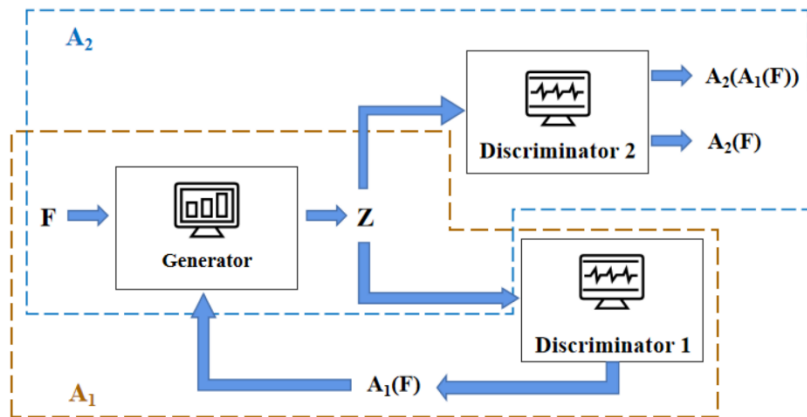 A₂
A₂(A₁(F))
Discriminator 2
A₂(F)
F
Z
Generator
Discriminator 1
A₁(F)
A₁